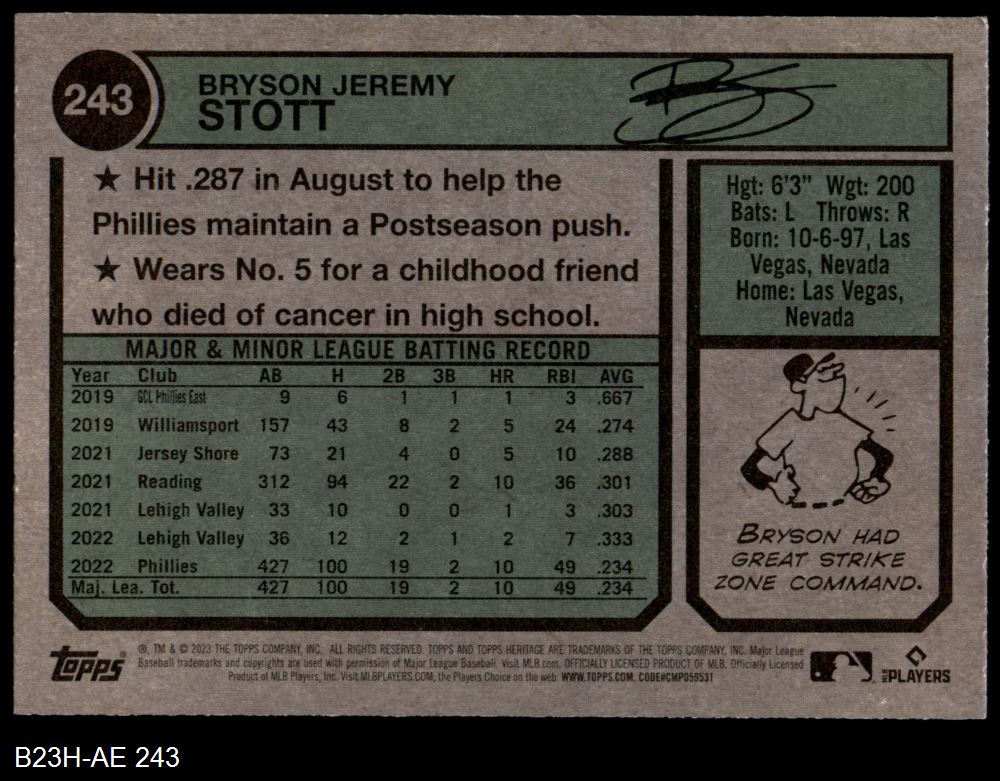 243
BRYSON JEREMY
STOTT
★ Hit .287 in August to help the
Phillies maintain a Postseason push.
★ Wears No. 5 for a childhood friend
who died of cancer in high school.
Hgt: 6'3" Wgt: 200
Bats: L Throws: R
Born: 10-6-97, Las
Vegas, Nevada
Home: Las Vegas,
Nevada
MAJOR & MINOR LEAGUE BATTING RECORD
Year Club AB H 2B 3B HR RBI AVG
2019 GCL Phillies East 9 6 1 1 1 3 .667
2019 Williamsport 157 43 8 2 5 24 .274
2021 Jersey Shore 73 21 4 0 5 10 .288
2021 Reading 312 94 22 2 10 36 .301
2021 Lehigh Valley 33 10 0 0 1 3 .303
2022 Lehigh Valley 36 12 2 1 2 7 .333
2022 Phillies 427 100 19 2 10 49 .234
Maj. Lea. Tot. 427 100 19 2 10 49 .234
BRYSON HAD
GREAT STRIKE
ZONE COMMAND.
Topps
®, TM & © 2023 THE TOPPS COMPANY, INC. ALL RIGHTS RESERVED. TOPPS AND TOPPS HERITAGE ARE TRADEMARKS OF THE TOPPS COMPANY, INC. Major League
Baseball trademarks and copyrights are used with permission of Major League Baseball. Visit MLB.com. OFFICIALLY LICENSED PRODUCT OF MLB. Officially Licensed
Product of MLB Players, Inc. Visit MLBPLAYERS.COM, the Players Choice on the web. WWW.TOPPS.COM. CODE#CMP059531
MLB PLAYERS
B23H-AE 243